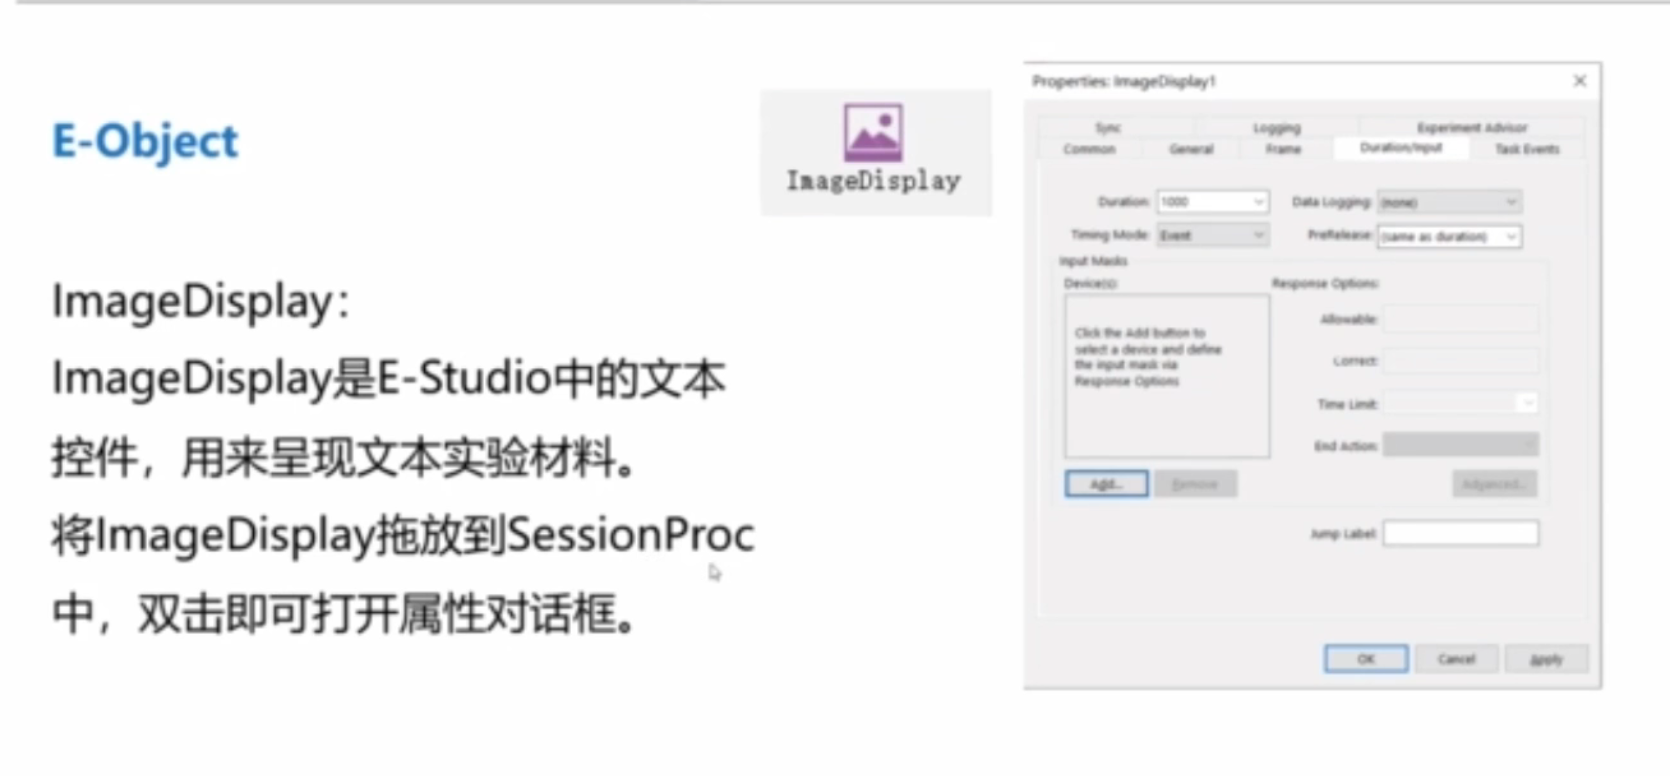 E-Object
ImageDisplay：
ImageDisplay是E-Studio中的文本
控件，用来呈现文本实验材料。
将ImageDisplay拖放到SessionProc
中，双击即可打开属性对话框。
ImageDisplay
Properties: ImageDisplay1
Sync Logging Experiment Advisor
Common General Frame Duration/Input Task Events
Duration: 1000 Data Logging: (none)
Timing Mode: Event PreRelease: (same as duration)
Input Masks
Device(s): Response Options:
Click the Add button to
select a device and define
the input mask via
Response Options
Allowable:
Correct:
Time Limit:
End Action:
Add... Remove Advanced...
Jump Label:
OK Cancel Apply